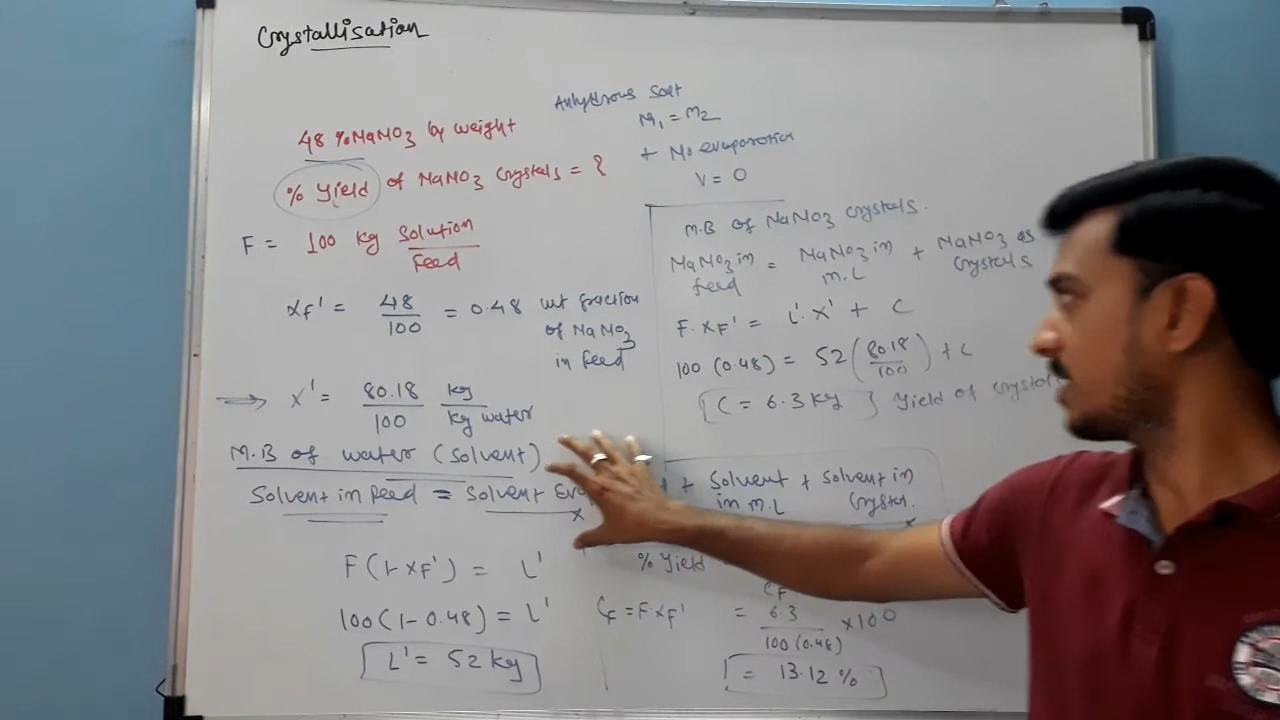 Crystallisation
48 % NaNO3 by weight
% Yield of NaNO3 crystals = ?
F = 100 kg Solution / Feed
xF' = 48/100 = 0.48 wt fraction
of NaNO3
in feed
X' = 80.18/100 kg/kg water
M.B of water (Solvent)
Solvent in feed = Solvent Eva + Solvent in M.L + Solvent in Crystal.
F(1-xF') = L'
100(1-0.48) = L'
L' = 52 kg
Anhydrous Salt
M1 = M2
+ No evaporation
V = 0
M.B of NaNO3 crystals.
NaNO3 in feed = NaNO3 in M.L + NaNO3 as crystals
F.xF' = L'.X' + C
100 (0.48) = 52 (80.18/100) + C
C = 6.3 kg Yield of crystals
% Yield
CF
CF = F.xF' = 6.3/100(0.48) x100
= 13.12 %